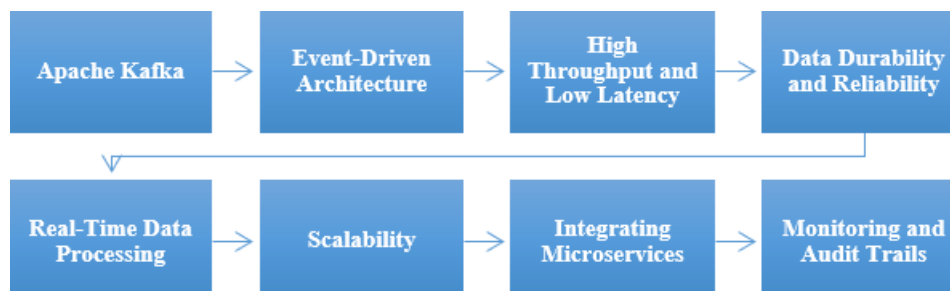 Apache Kafka
Event-Driven
Architecture
High
Throughput and
Low Latency
Data Durability
and Reliability
Real-Time Data
Processing
Scalability
Integrating
Microservices
Monitoring and
Audit Trails